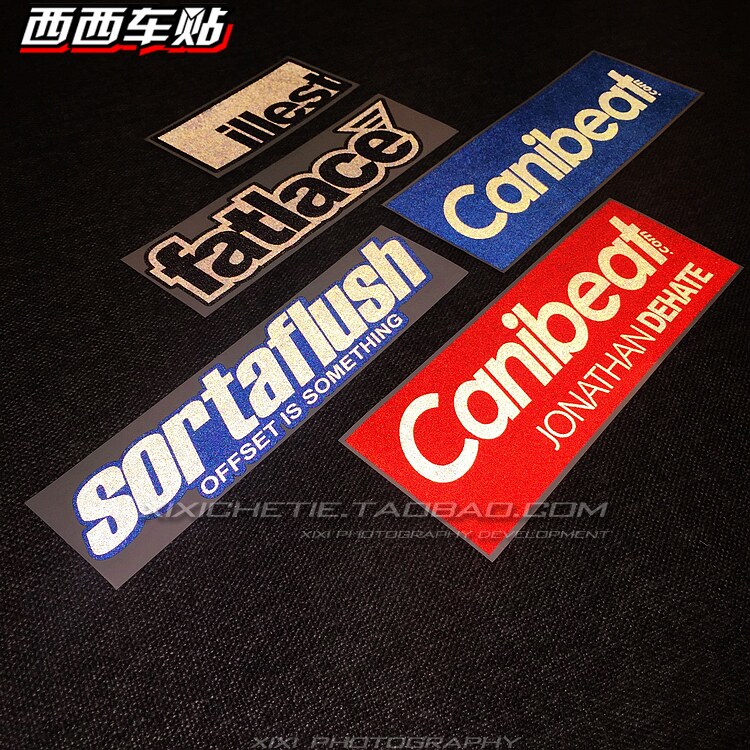 西西车贴
illest
fatlace
Canibeat
.com
sortaflush
OFFSET IS SOMETHING
Canibeat
.com
JONATHAN DEHATE
XIXICHETIE.TAOBAO.COM
XIXI PHOTOGRAPHY DEVELOPMENT
XIXI PHOTOGRAPHY